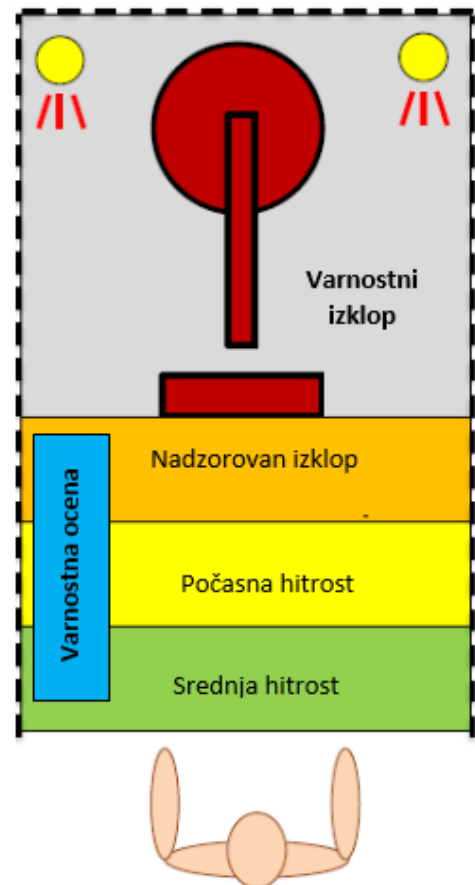 Varnostni
izklop
Nadzorovan izklop
Varnostna ocena
Počasna hitrost
Srednja hitrost